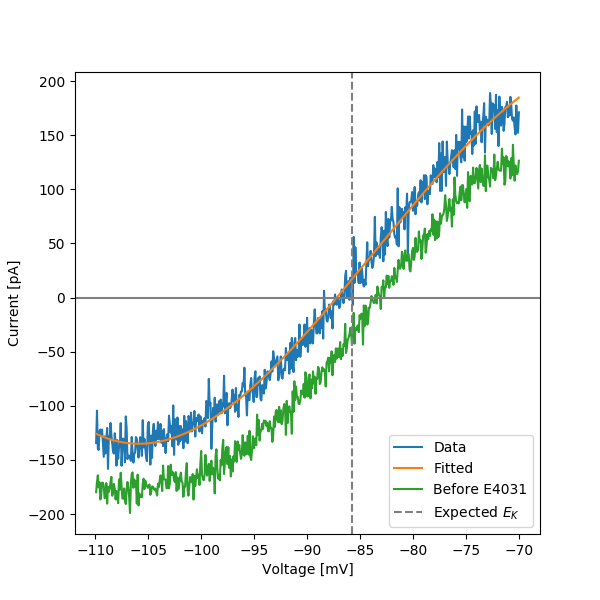 200
150
100
50
0
−50
−100
−150
−200
Current [pA]
−110 −105 −100 −95 −90 −85 −80 −75 −70
Voltage [mV]
Data
Fitted
Before E4031
Expected E_K